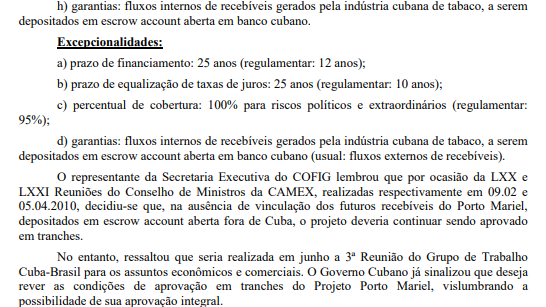 h) garantias: fluxos internos de recebíveis gerados pela indústria cubana de tabaco, a serem
depositados em escrow account aberta em banco cubano.
Excepcionalidades:
a) prazo de financiamento: 25 anos (regulamentar: 12 anos);
b) prazo de equalização de taxas de juros: 25 anos (regulamentar: 10 anos);
c) percentual de cobertura: 100% para riscos políticos e extraordinários (regulamentar:
95%);
d) garantias: fluxos internos de recebíveis gerados pela indústria cubana de tabaco, a serem
depositados em escrow account aberta em banco cubano (usual: fluxos externos de recebíveis).
O representante da Secretaria Executiva do COFIG lembrou que por ocasião da LXX e
LXXI Reuniões do Conselho de Ministros da CAMEX, realizadas respectivamente em 09.02 e
05.04.2010, decidiu-se que, na ausência de vinculação dos futuros recebíveis do Porto Mariel,
depositados em escrow account aberta fora de Cuba, o projeto deveria continuar sendo aprovado
em tranches.
No entanto, ressaltou que seria realizada em junho a 3ª Reunião do Grupo de Trabalho
Cuba-Brasil para os assuntos econômicos e comerciais. O Governo Cubano já sinalizou que deseja
rever as condições de aprovação em tranches do Projeto Porto Mariel, vislumbrando a
possibilidade de sua aprovação integral.